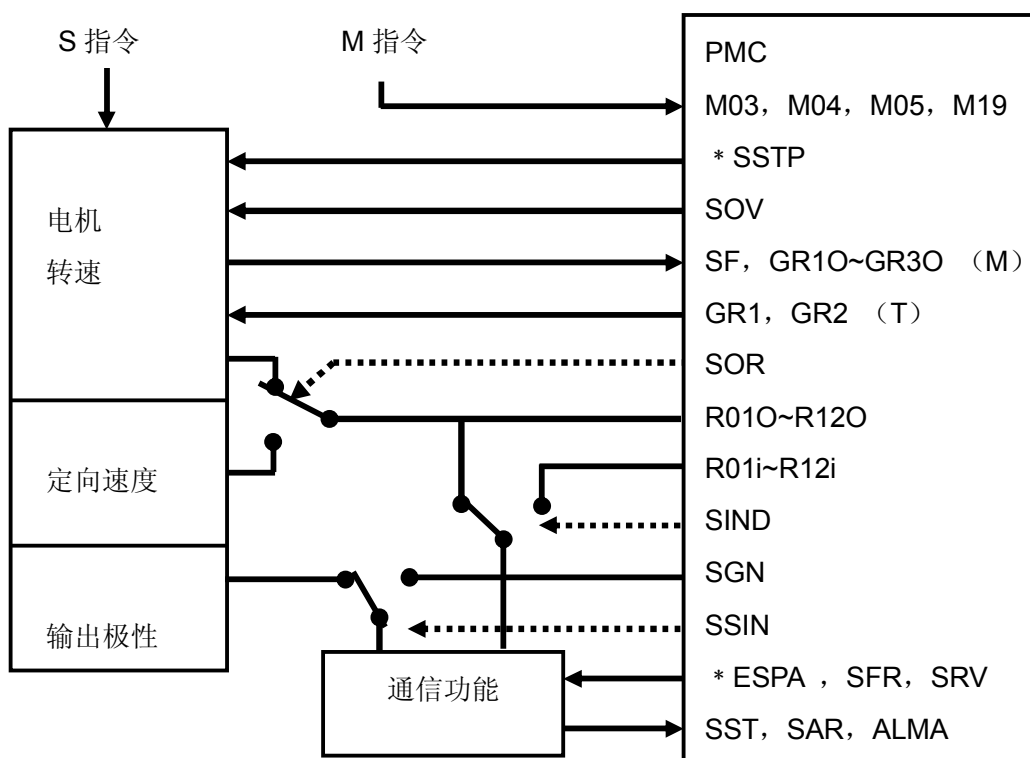 S 指令
M 指令
PMC
M03，M04，M05，M19
＊SSTP
SOV
电机
转速
SF，GR1O~GR3O （M）
GR1，GR2 （T）
SOR
R01O~R12O
R01i~R12i
定向速度
SIND
SGN
SSIN
输出极性
＊ESPA ，SFR，SRV
通信功能
SST，SAR，ALMA